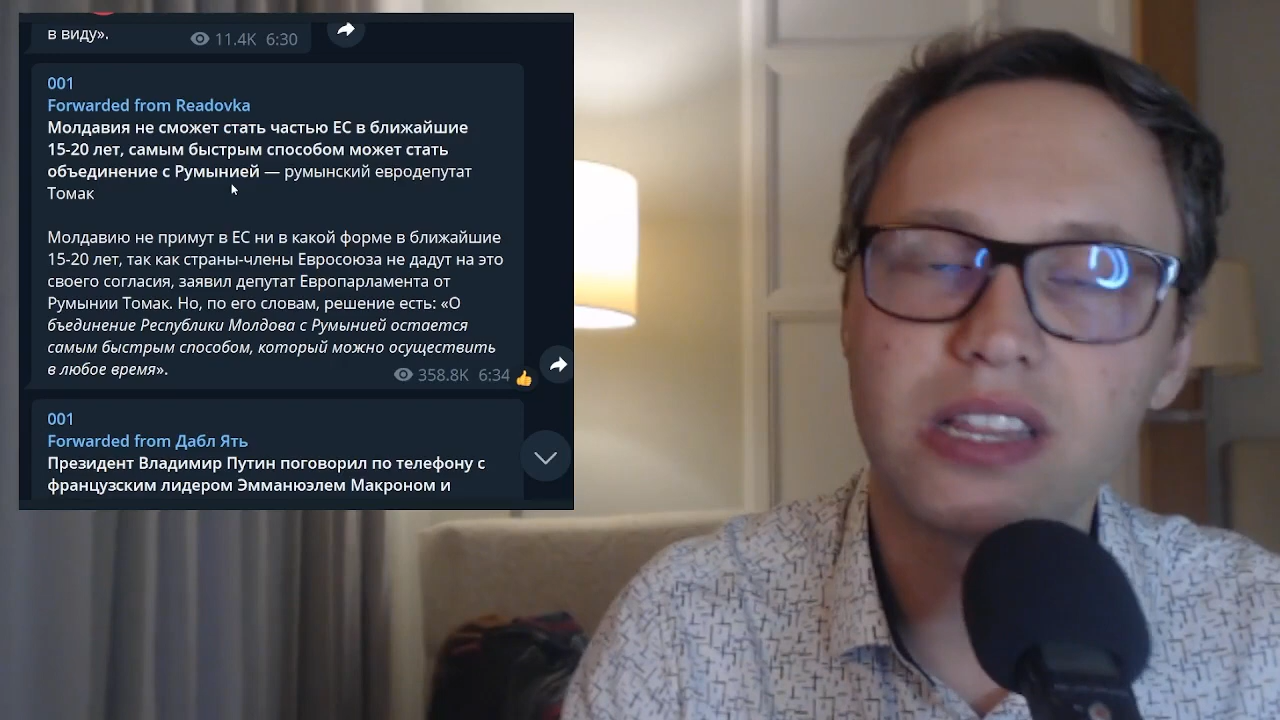 в виду».
11.4K 6:30
001
Forwarded from Readovka
Молдавия не сможет стать частью ЕС в ближайшие
15-20 лет, самым быстрым способом может стать
объединение с Румынией — румынский евродепутат
Томак
Молдавию не примут в ЕС ни в какой форме в ближайшие
15-20 лет, так как страны-члены Евросоюза не дадут на это
своего согласия, заявил депутат Европарламента от
Румынии Томак. Но, по его словам, решение есть: «О
бъединение Республики Молдова с Румынией остается
самым быстрым способом, который можно осуществить
в любое время».
358.8K 6:34
001
Forwarded from Дабл Ять
Президент Владимир Путин поговорил по телефону с
французским лидером Эммануэлем Макроном и